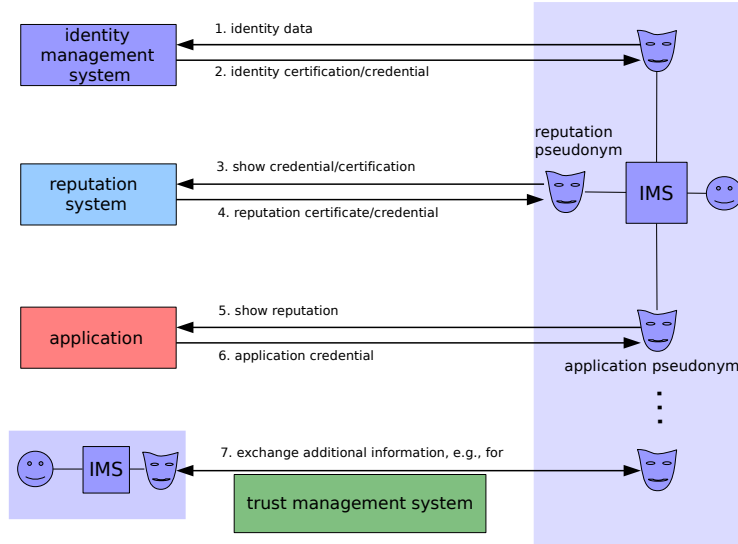 1. identity data
identity
management
system
2. identity certification/credential
reputation
pseudonym
3. show credential/certification
reputation
system
IMS
4. reputation certificate/credential
5. show reputation
application
6. application credential
application pseudonym
7. exchange additional information, e.g., for
IMS
trust management system